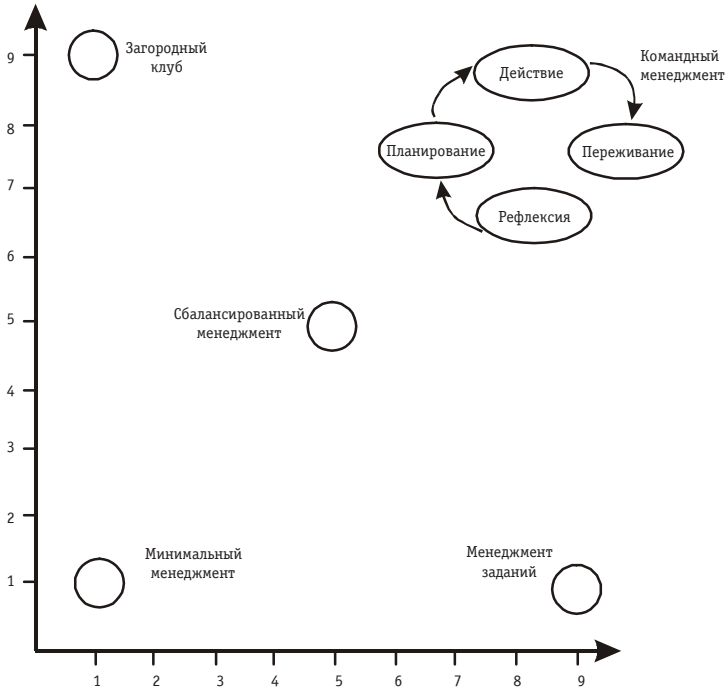 9
Загородный
клуб
Действие
Командный
менеджмент
8
Планирование
Переживание
7
Рефлексия
6
Сбалансированный
менеджмент
5
4
3
2
Минимальный
менеджмент
Менеджмент
заданий
1
1 2 3 4 5 6 7 8 9